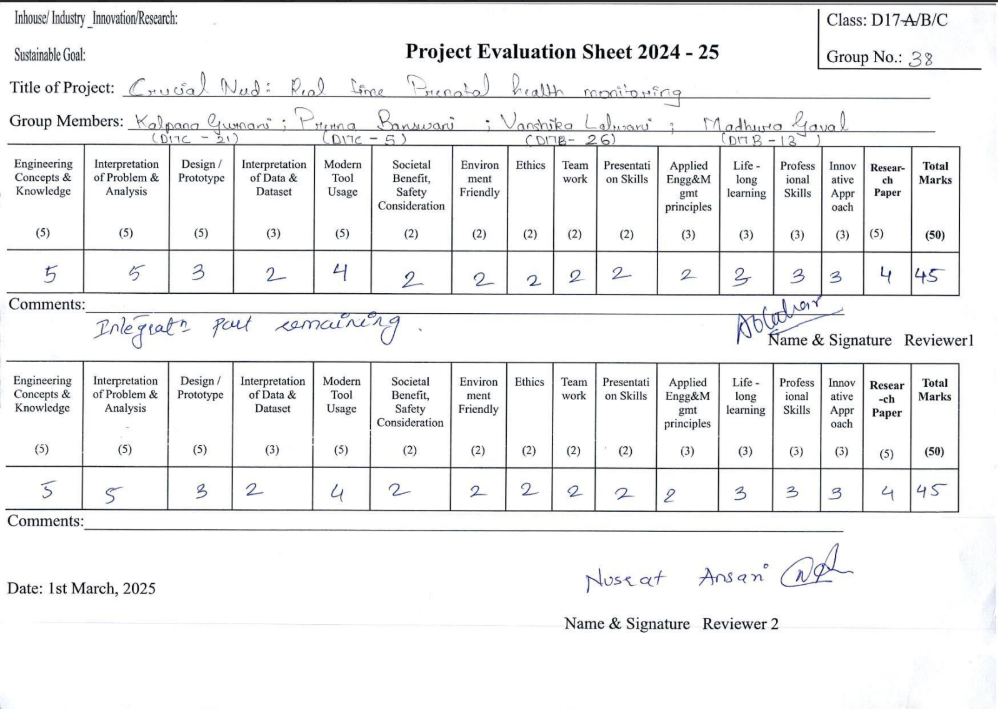 Inhouse/ Industry_Innovation/Research:
Class: D17-A/B/C
Sustainable Goal:
Project Evaluation Sheet 2024 - 25
Group No.: 38
Title of Project: Crucial Nud: Real time Prenatal health monitoring
Group Members: Kalpana Gurnani ; Prerna Banswani ; Vanshika Lalwani ; Madhura Gaval
(D17C - 21) (D17C - 5) (D17B - 26) (D17B - 13)
Engineering Concepts & Knowledge (5) Interpretation of Problem & Analysis (5) Design / Prototype (5) Interpretation of Data & Dataset (3) Modern Tool Usage (5) Societal Benefit, Safety Consideration (2) Environ ment Friendly (2) Ethics (2) Team work (2) Presentati on Skills (2) Applied Engg&M gmt principles (3) Life - long learning (3) Profess ional Skills (3) Innov ative Appr oach (3) Resear- ch Paper (5) Total Marks (50)
5 5 3 2 4 2 2 2 2 2 2 3 3 3 4 45
Comments:
Integratn part remaining.
Name & Signature Reviewer1
Engineering Concepts & Knowledge (5) Interpretation of Problem & Analysis (5) Design / Prototype (5) Interpretation of Data & Dataset (3) Modern Tool Usage (5) Societal Benefit, Safety Consideration (2) Environ ment Friendly (2) Ethics (2) Team work (2) Presentati on Skills (2) Applied Engg&M gmt principles (3) Life - long learning (3) Profess ional Skills (3) Innov ative Appr oach (3) Resear -ch Paper (5) Total Marks (50)
5 5 3 2 4 2 2 2 2 2 2 3 3 3 4 45
Comments:
Nusrat Ansari
Date: 1st March, 2025
Name & Signature Reviewer 2